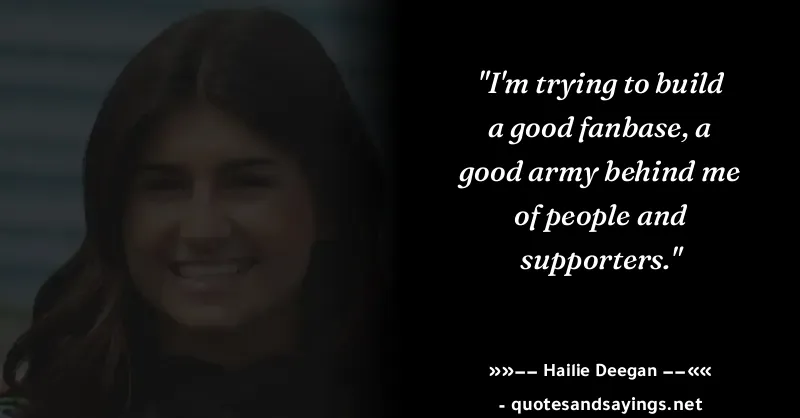 "I'm trying to build
a good fanbase, a
good army behind me
of people and
supporters."
»»−− Hailie Deegan −−««
- quotesandsayings.net